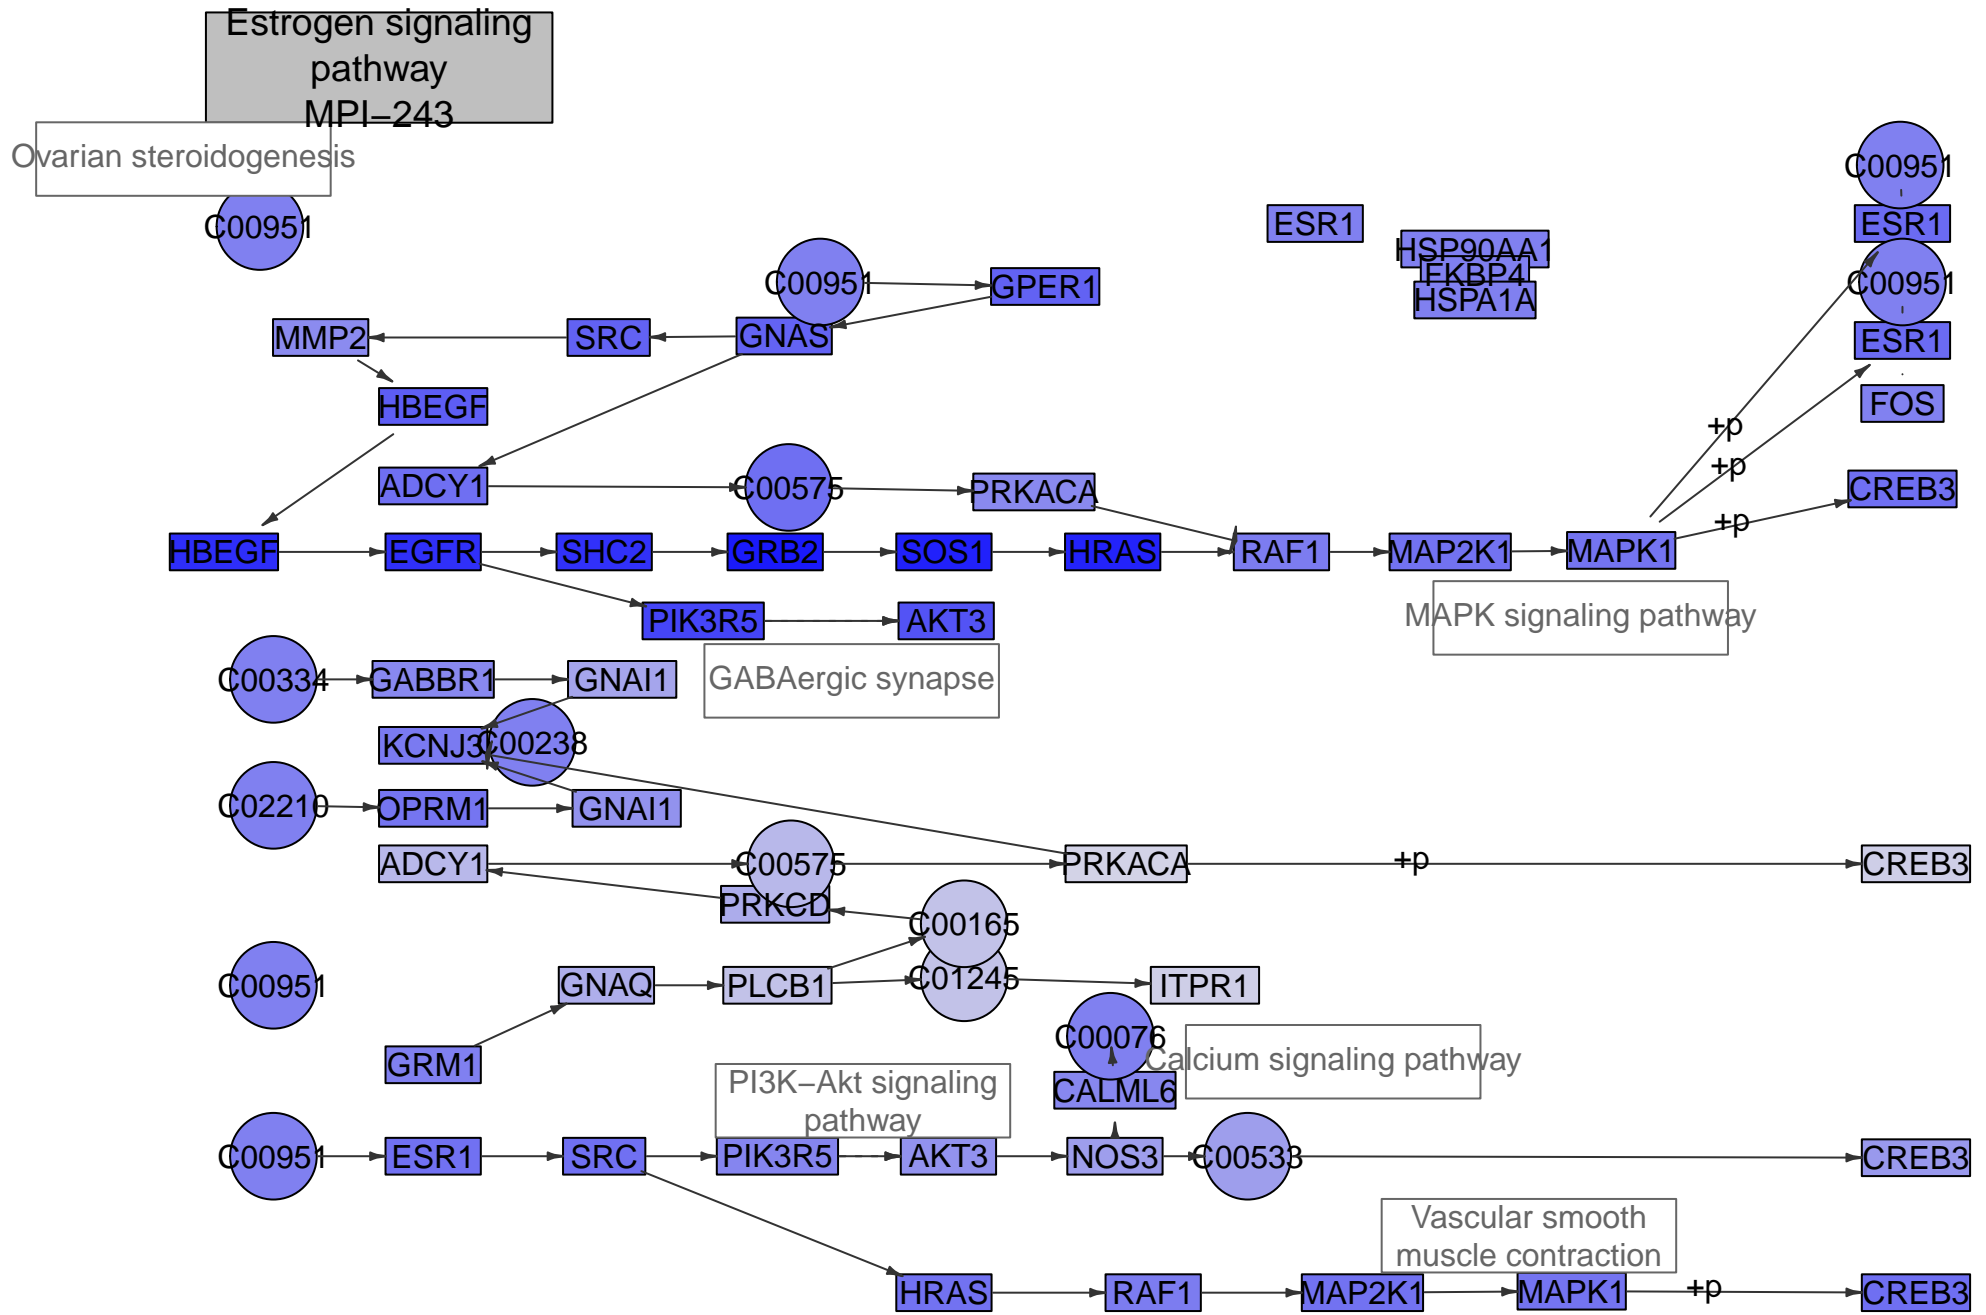 Estrogen signaling
pathway
MPI−243
Ovarian steroidogenesis
C00951
C00951
C00951
ESR1
ESR1
HSP90AA1
FKBP4
HSPA1A
C00951
GPER1
C00951
ESR1
MMP2
SRC
GNAS
HBEGF
FOS
+p
+p
ADCY1
C00575
PRKACA
CREB3
+p
HBEGF
EGFR
SHC2
GRB2
SOS1
HRAS
RAF1
MAP2K1
MAPK1
PIK3R5
AKT3
MAPK signaling pathway
C00334
GABBR1
GNAI1
GABAergic synapse
KCNJ3
C00238
C02210
OPRM1
GNAI1
ADCY1
C00575
PRKACA
+p
CREB3
PRKCD
C00165
C00951
GNAQ
PLCB1
C01245
ITPR1
C00076
Calcium signaling pathway
GRM1
PI3K−Akt signaling
pathway
CALML6
C00951
ESR1
SRC
PIK3R5
AKT3
NOS3
C00533
CREB3
Vascular smooth
muscle contraction
HRAS
RAF1
MAP2K1
MAPK1
+p
CREB3